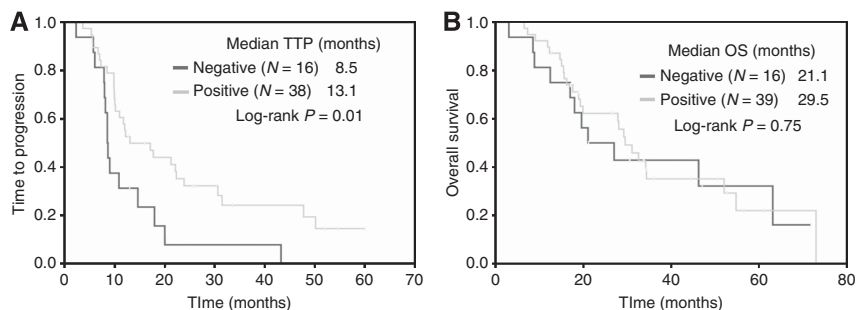 A
Time to progression
1.0
0.8
0.6
0.4
0.2
0.0
Median TTP (months)
Negative (N = 16) 8.5
Positive (N = 38) 13.1
Log-rank P = 0.01
0 10 20 30 40 50 60 70
TIme (months)
B
Overall survival
1.0
0.8
0.6
0.4
0.2
0.0
Median OS (months)
Negative (N = 16) 21.1
Positive (N = 39) 29.5
Log-rank P = 0.75
0 20 40 60 80
TIme (months)